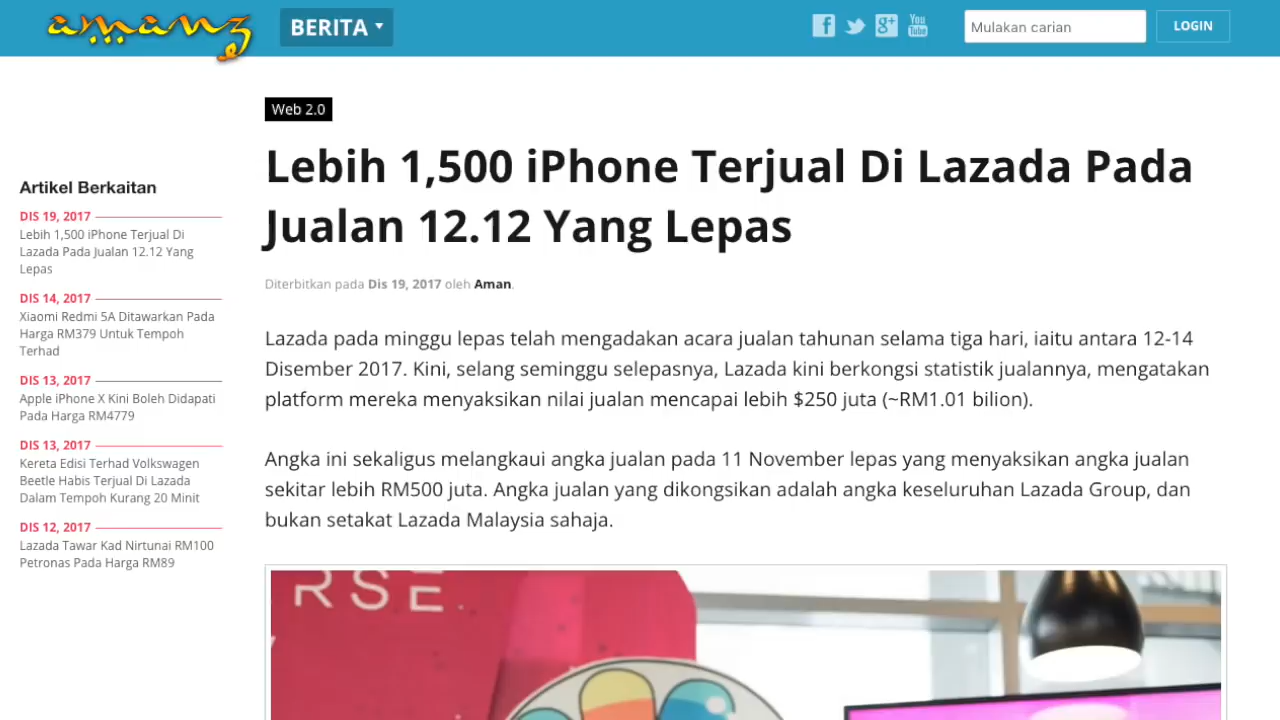 amanz
BERITA
You
Tube
Mulakan carian
LOGIN
Web 2.0
Lebih 1,500 iPhone Terjual Di Lazada Pada
Jualan 12.12 Yang Lepas
Diterbitkan pada Dis 19, 2017 oleh Aman.
Artikel Berkaitan
DIS 19, 2017
Lebih 1,500 iPhone Terjual Di
Lazada Pada Jualan 12.12 Yang
Lepas
DIS 14, 2017
Xiaomi Redmi 5A Ditawarkan Pada
Harga RM379 Untuk Tempoh
Terhad
DIS 13, 2017
Apple iPhone X Kini Boleh Didapati
Pada Harga RM4779
DIS 13, 2017
Kereta Edisi Terhad Volkswagen
Beetle Habis Terjual Di Lazada
Dalam Tempoh Kurang 20 Minit
DIS 12, 2017
Lazada Tawar Kad Nirtunai RM100
Petronas Pada Harga RM89
Lazada pada minggu lepas telah mengadakan acara jualan tahunan selama tiga hari, iaitu antara 12-14
Disember 2017. Kini, selang seminggu selepasnya, Lazada kini berkongsi statistik jualannya, mengatakan
platform mereka menyaksikan nilai jualan mencapai lebih $250 juta (~RM1.01 bilion).
Angka ini sekaligus melangkaui angka jualan pada 11 November lepas yang menyaksikan angka jualan
sekitar lebih RM500 juta. Angka jualan yang dikongsikan adalah angka keseluruhan Lazada Group, dan
bukan setakat Lazada Malaysia sahaja.
RSE.